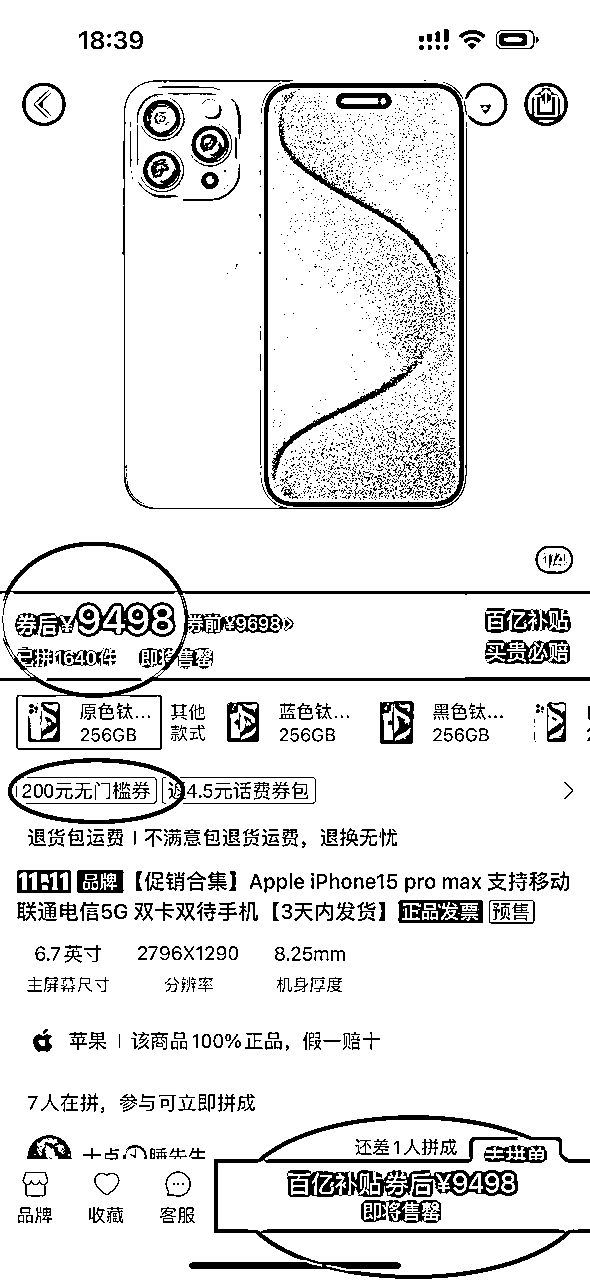 18:39
券后¥9498 券前¥9698
百亿补贴
已拼1640件 即将售罄
买贵必赔
原色钛... 其他 蓝色钛... 黑色钛...
256GB 款式 256GB 256GB
200元无门槛券 返4.5元话费券包
退货包运费 | 不满意包退货运费，退换无忧
11·11 品牌【促销合集】Apple iPhone15 pro max 支持移动
联通电信5G 双卡双待手机【3天内发货】正品发票 预售
6.7英寸 2796X1290 8.25mm
主屏幕尺寸 分辨率 机身厚度
苹果 | 该商品100%正品，假一赔十
7人在拼，参与可立即拼成
还差1人拼成 去拼单
百亿补贴券后¥9498
即将售罄
品牌 收藏 客服